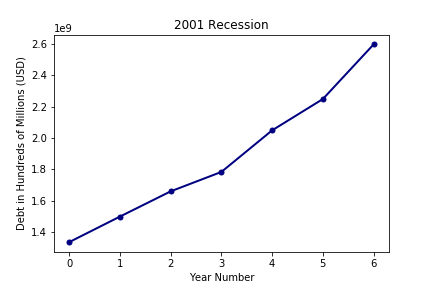 2001 Recession
1e9
Debt in Hundreds of Millions (USD)
2.6
2.4
2.2
2.0
1.8
1.6
1.4
0 1 2 3 4 5 6
Year Number